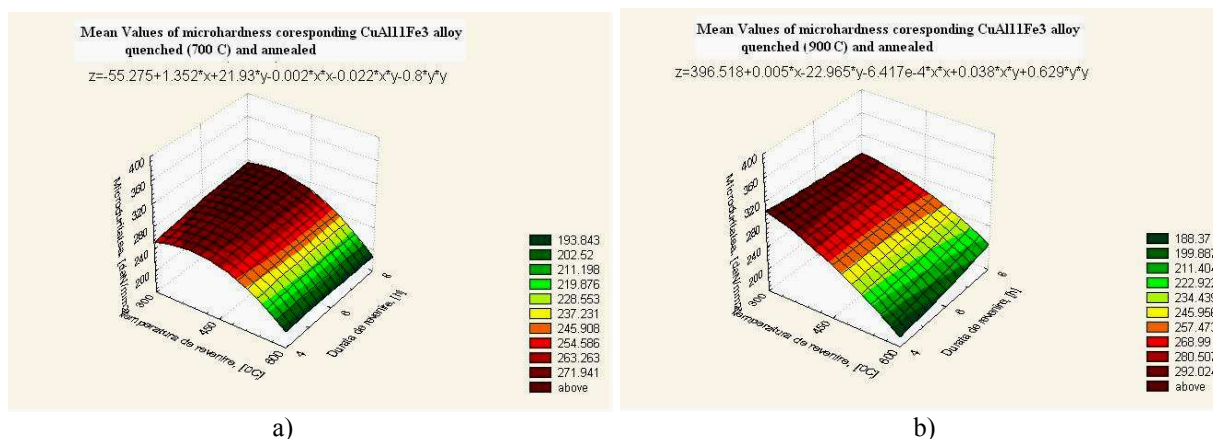 Mean Values of microhardness coresponding CuAl11Fe3 alloy
quenched (700 C) and annealed
z=-55.275+1.352*x+21.93*y-0.002*x*x-0.022*x*y-0.8*y*y
400
360
320
280
240
200
Microduritatea, [daN/mm
300
450
600
Temperatura de revenire, [OC]
4
6
8
Durata de revenire, [h]
193.843
202.52
211.198
219.876
228.553
237.231
245.908
254.586
263.263
271.941
above
a)
Mean Values of microhardness coresponding CuAl11Fe3 alloy
quenched (900 C) and annealed
z=396.518+0.005*x-22.965*y-6.417e-4*x*x+0.038*x*y+0.629*y*y
400
360
320
280
240
200
Microduritatea, [daN/mm
300
450
600
Temperatura de revenire, [OC]
4
6
8
Durata de revenire, [h]
188.37
199.887
211.404
222.922
234.439
245.956
257.473
268.99
280.507
292.024
above
b)